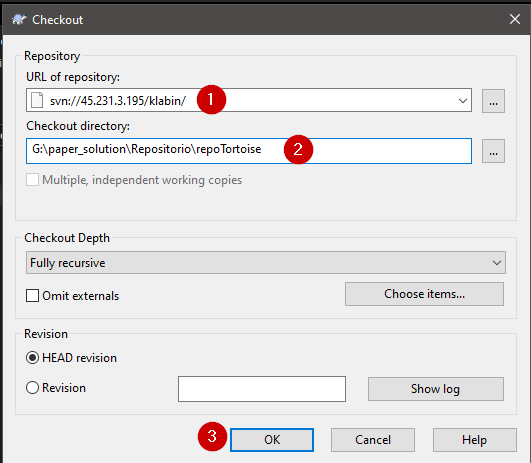 Checkout
Repository
URL of repository:
svn://45.231.3.195/klabin/ 1
...
Checkout directory:
G:\paper_solution\Repositorio\repoTortoise 2
...
Multiple, independent working copies
Checkout Depth
Fully recursive
Omit externals
Choose items...
Revision
HEAD revision
Revision
Show log
3 OK Cancel Help